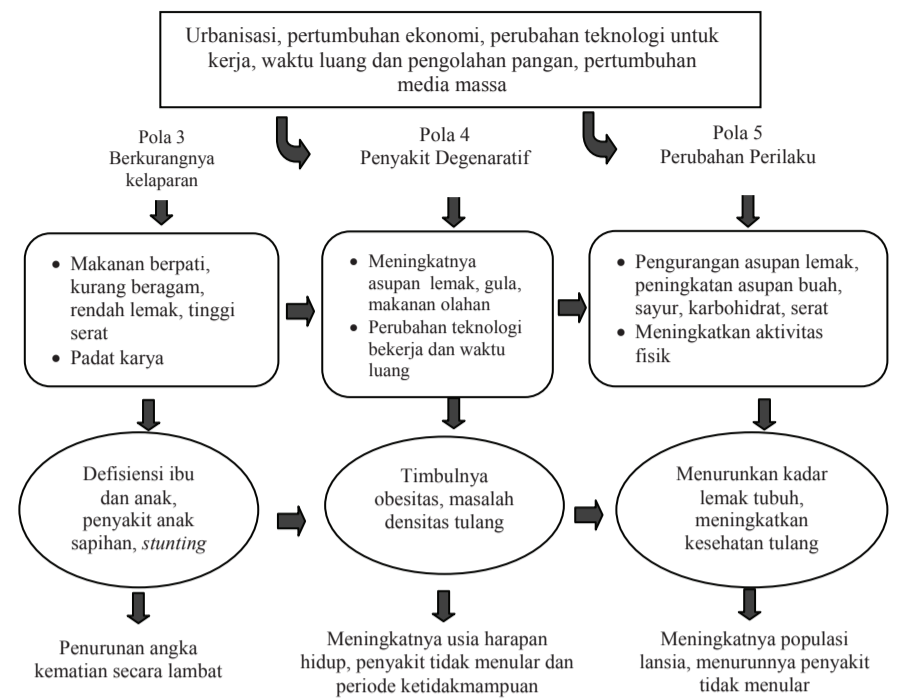 Urbanisasi, pertumbuhan ekonomi, perubahan teknologi untuk
kerja, waktu luang dan pengolahan pangan, pertumbuhan
media massa
Pola 3
Berkurangnya
kelaparan
Pola 4
Penyakit Degenaratif
Pola 5
Perubahan Perilaku
• Makanan berpati,
kurang beragam,
rendah lemak, tinggi
serat
• Padat karya
• Meningkatnya
asupan lemak, gula,
makanan olahan
• Perubahan teknologi
bekerja dan waktu
luang
• Pengurangan asupan lemak,
peningkatan asupan buah,
sayur, karbohidrat, serat
• Meningkatkan aktivitas
fisik
Defisiensi ibu
dan anak,
penyakit anak
sapihan, stunting
Timbulnya
obesitas, masalah
densitas tulang
Menurunkan kadar
lemak tubuh,
meningkatkan
kesehatan tulang
Penurunan angka
kematian secara lambat
Meningkatnya usia harapan
hidup, penyakit tidak menular dan
periode ketidakmampuan
Meningkatnya populasi
lansia, menurunnya penyakit
tidak menular